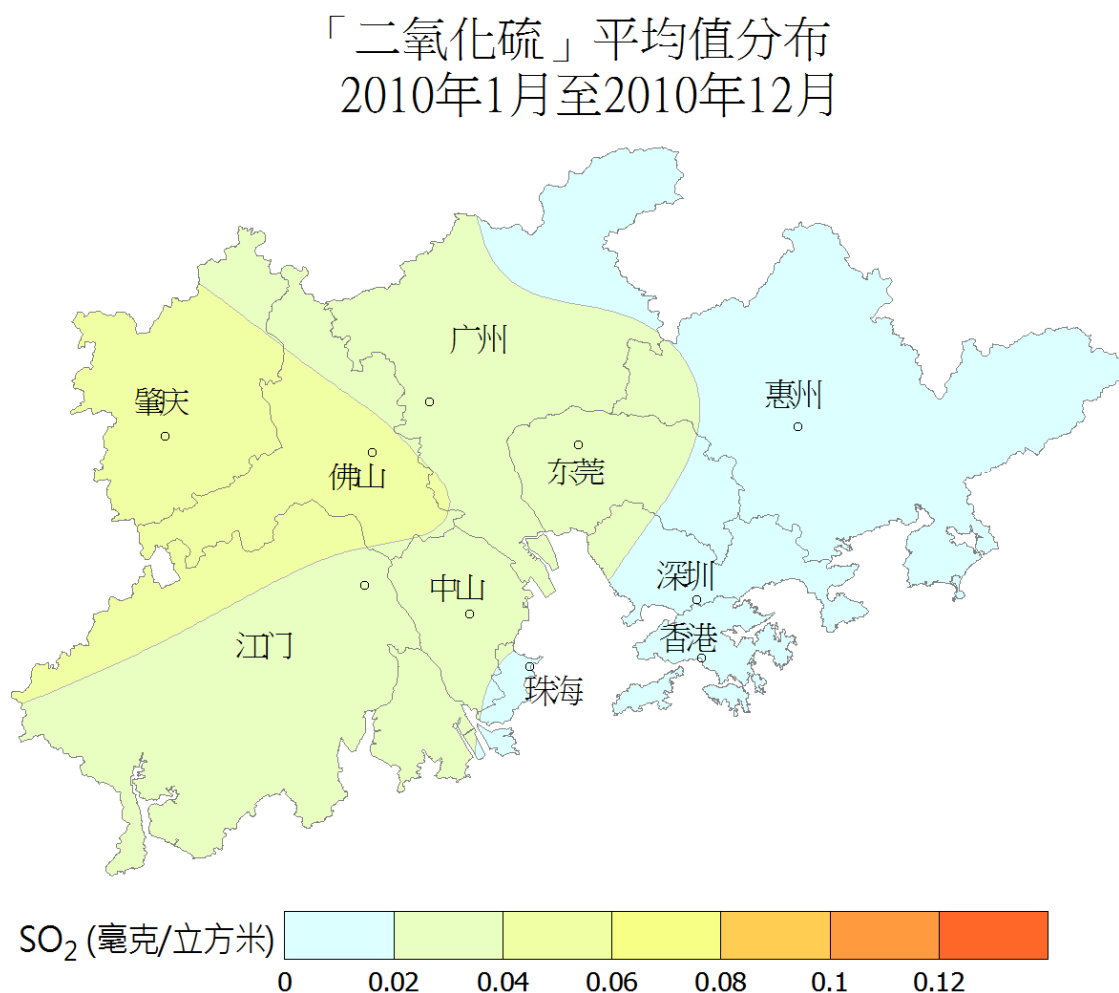 「二氧化硫」平均值分布
2010年1月至2010年12月
广州
肇庆
惠州
佛山
东莞
深圳
中山
香港
江门
珠海
SO₂ (毫克/立方米)
0 0.02 0.04 0.06 0.08 0.1 0.12